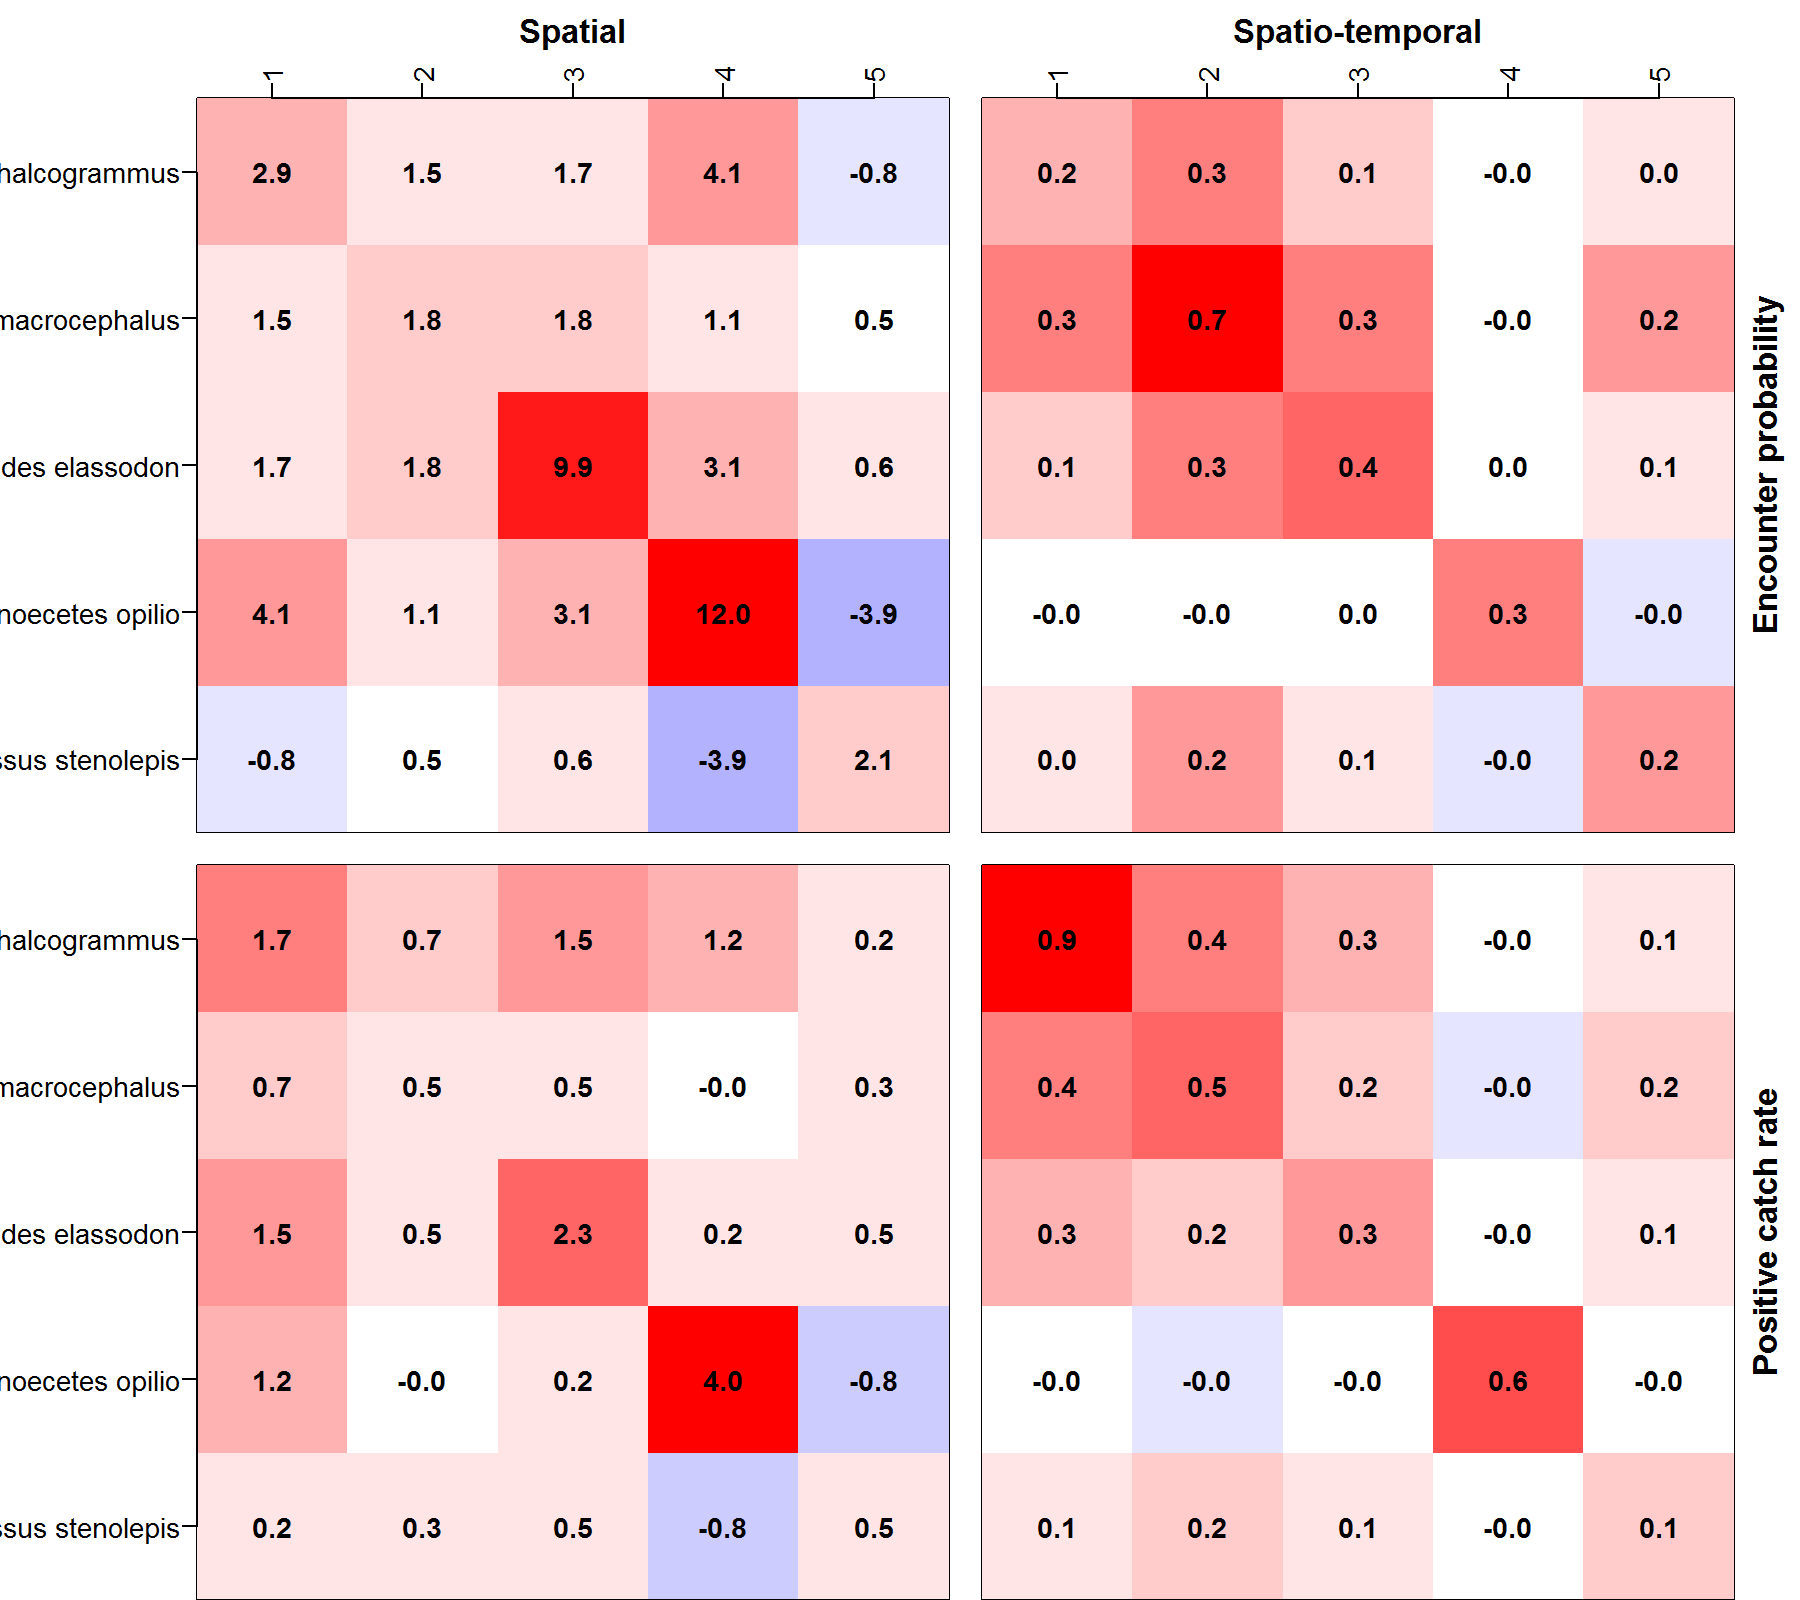 Spatial Spatio-temporal
1 2 3 4 5 1 2 3 4 5
halcogrammus 2.9 1.5 1.7 4.1 -0.8 0.2 0.3 0.1 -0.0 0.0
macrocephalus 1.5 1.8 1.8 1.1 0.5 0.3 0.7 0.3 -0.0 0.2
des elassodon 1.7 1.8 9.9 3.1 0.6 0.1 0.3 0.4 0.0 0.1
noecetes opilio 4.1 1.1 3.1 12.0 -3.9 -0.0 -0.0 0.0 0.3 -0.0
ssus stenolepis -0.8 0.5 0.6 -3.9 2.1 0.0 0.2 0.1 -0.0 0.2
Encounter probability
halcogrammus 1.7 0.7 1.5 1.2 0.2 0.9 0.4 0.3 -0.0 0.1
macrocephalus 0.7 0.5 0.5 -0.0 0.3 0.4 0.5 0.2 -0.0 0.2
des elassodon 1.5 0.5 2.3 0.2 0.5 0.3 0.2 0.3 -0.0 0.1
noecetes opilio 1.2 -0.0 0.2 4.0 -0.8 -0.0 -0.0 -0.0 0.6 -0.0
ssus stenolepis 0.2 0.3 0.5 -0.8 0.5 0.1 0.2 0.1 -0.0 0.1
Positive catch rate